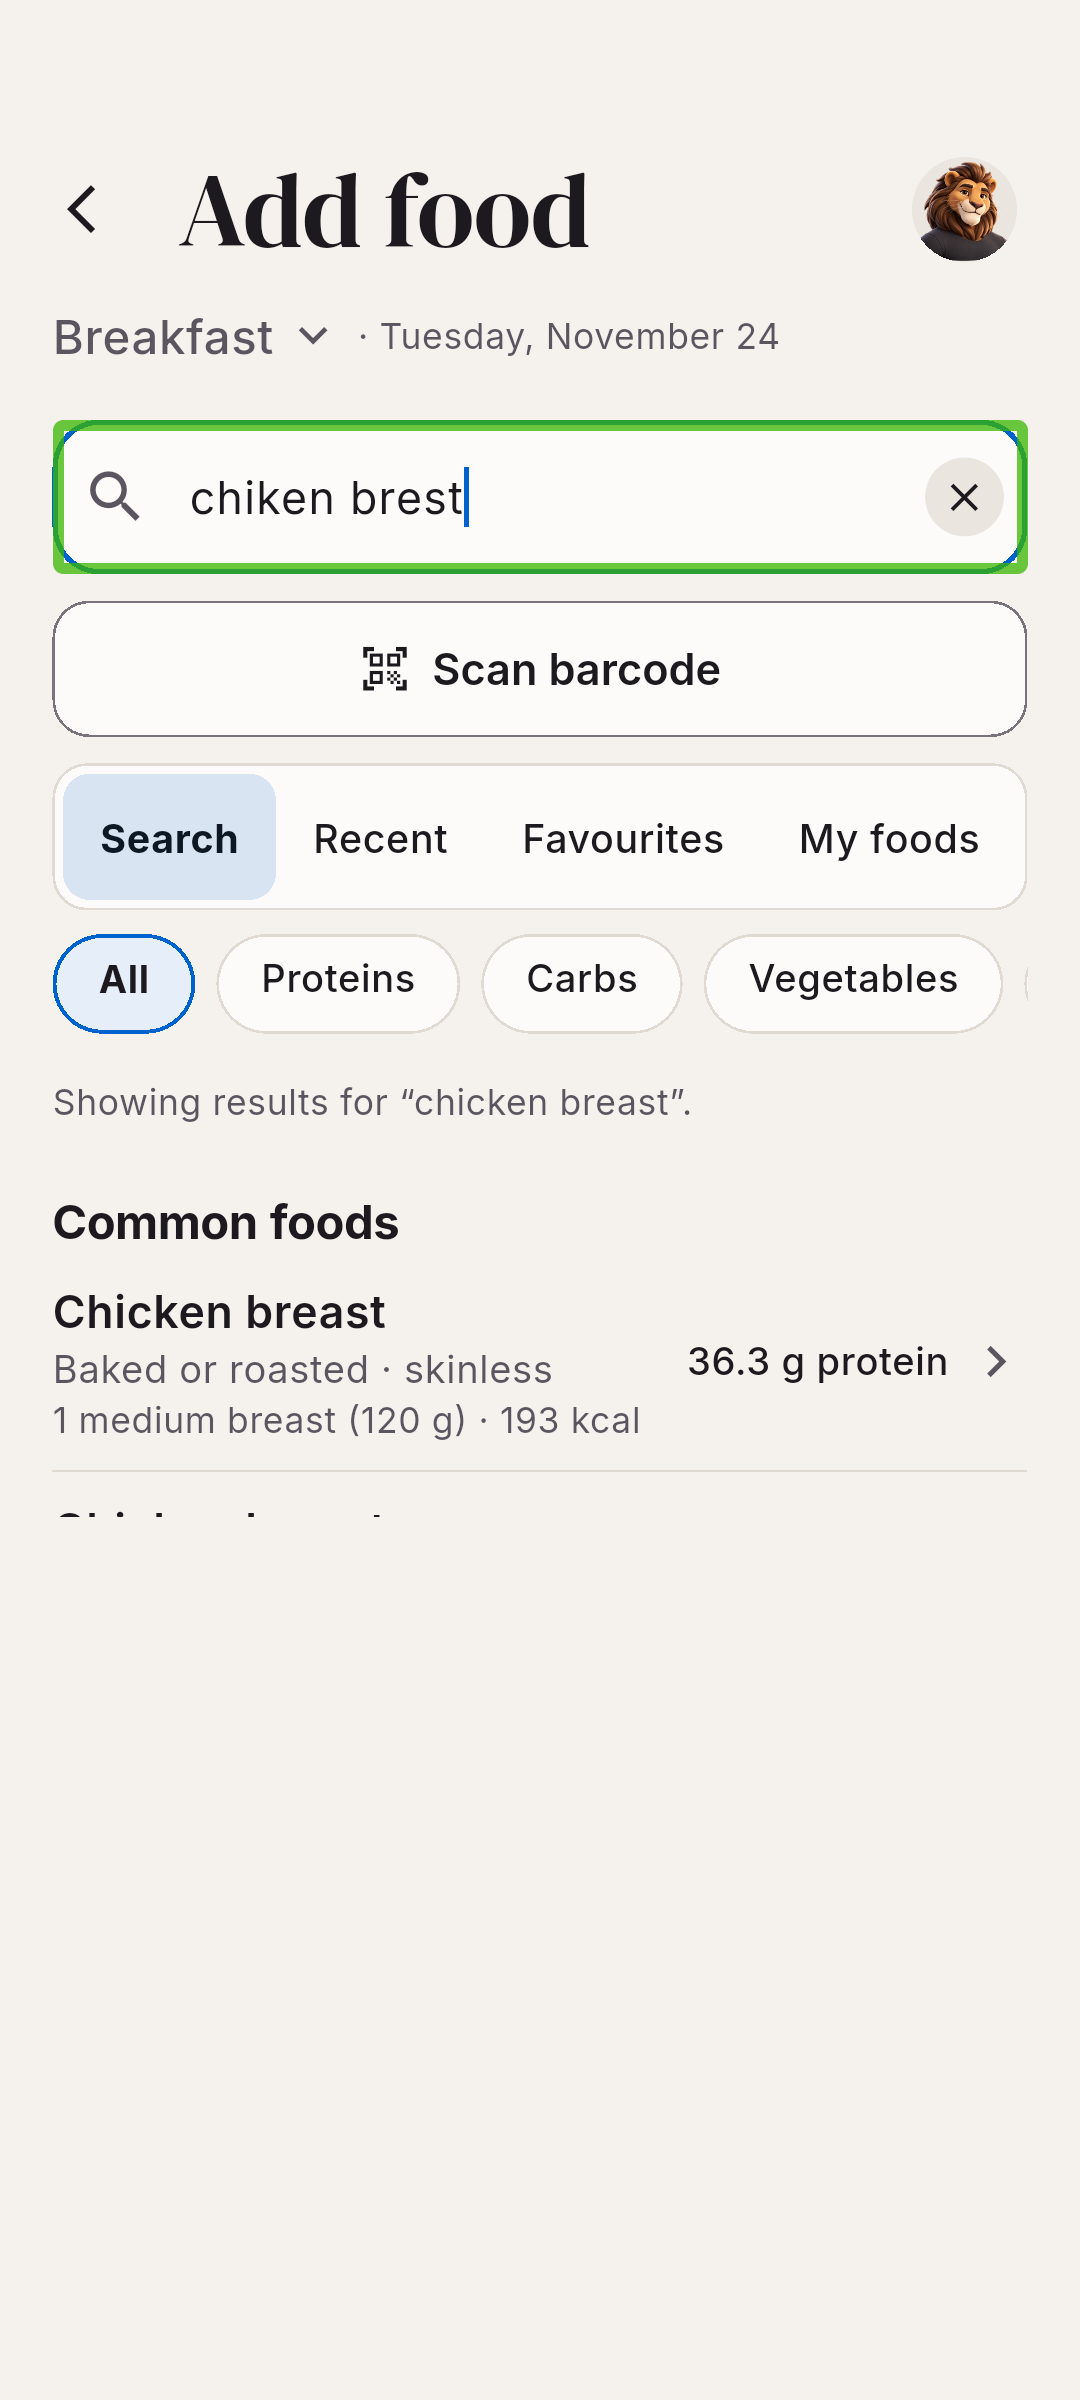 Add food
Breakfast · Tuesday, November 24
chiken brest
Scan barcode
Search Recent Favourites My foods
All Proteins Carbs Vegetables
Showing results for “chicken breast”.
Common foods
Chicken breast
Baked or roasted · skinless
36.3 g protein
1 medium breast (120 g) · 193 kcal